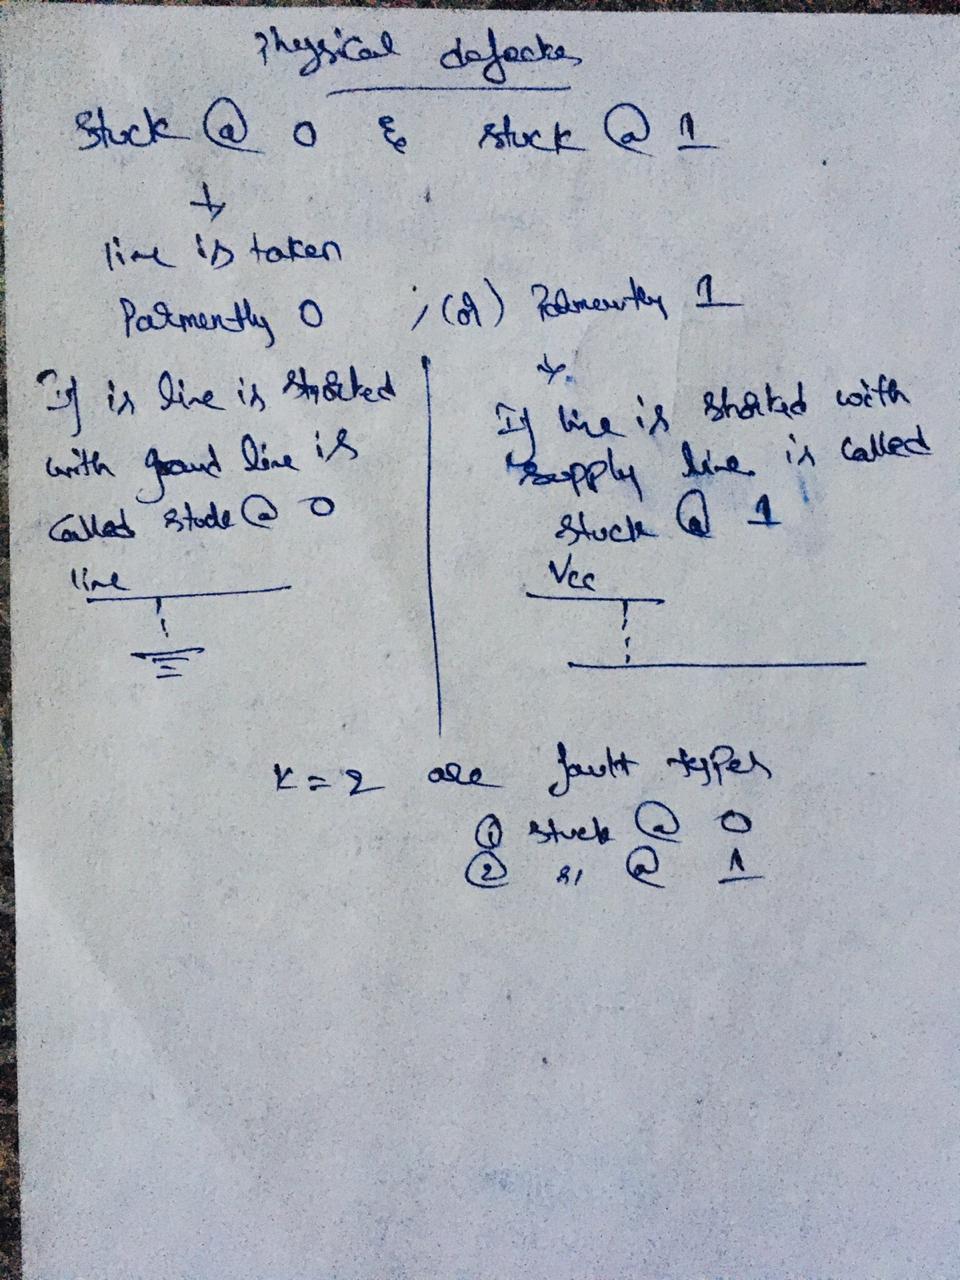 Physical defectes
Stuck @ 0 & stuck @ 1
line is taken
Parmently 0 , (or) Parmently 1
If is line is shorted
with ground line is
called stude @ 0
line
If line is shorted with
supply line is called
stuck @ 1
Vcc
K = 2 are fault types
① stuck @ 0
② s, @ 1